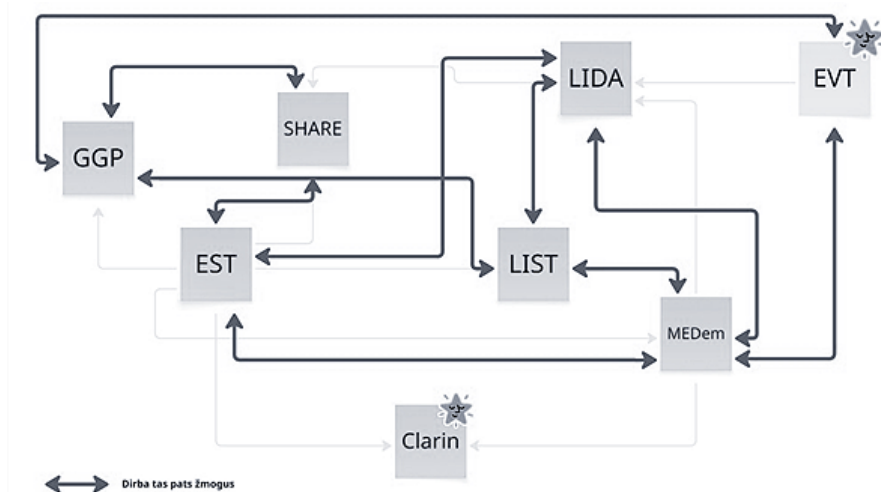 LIDA
EVT
SHARE
GGP
EST
LIST
MEDem
Clarin
Dirba tas pats žmogus